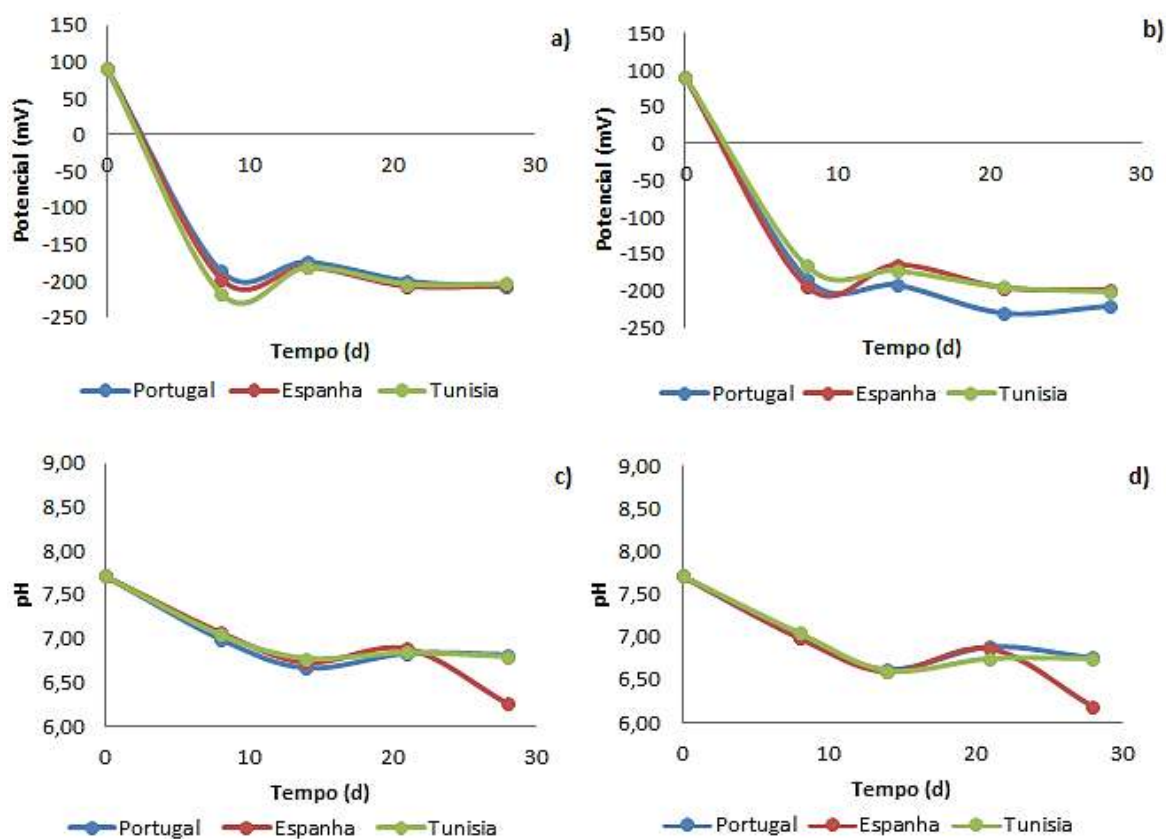 a)
150
100
50
0
-50
-100
-150
-200
-250
0 10 20 30
Potencial (mV)
Tempo (d)
Portugal Espanha Tunisia
b)
150
100
50
0
-50
-100
-150
-200
-250
0 10 20 30
Potencial (mV)
Tempo (d)
Portugal Espanha Tunisia
c)
9,00
8,50
8,00
7,50
7,00
6,50
6,00
0 10 20 30
pH
Tempo (d)
Portugal Espanha Tunisia
d)
9,00
8,50
8,00
7,50
7,00
6,50
6,00
0 10 20 30
pH
Tempo (d)
Portugal Espanha Tunisia